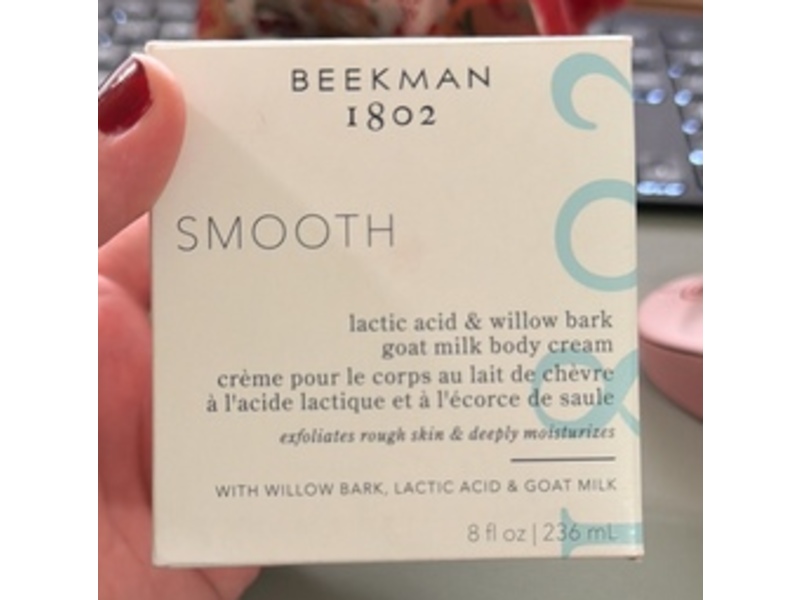 BEEKMAN
1802
SMOOTH
lactic acid & willow bark
goat milk body cream
crème pour le corps au lait de chèvre
à l'acide lactique et à l'écorce de saule
exfoliates rough skin & deeply moisturizes
WITH WILLOW BARK, LACTIC ACID & GOAT MILK
8 fl oz | 236 mL
1802